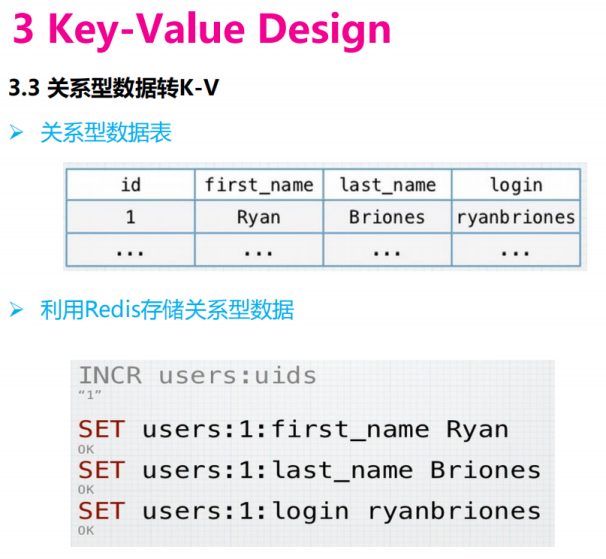 3 Key-Value Design
3.3 关系型数据转K-V
➢ 关系型数据表
id first_name last_name login
1 Ryan Briones ryanbriones
... ... ... ...
➢ 利用Redis存储关系型数据
INCR users:uids
“1”
SET users:1:first_name Ryan
OK
SET users:1:last_name Briones
OK
SET users:1:login ryanbriones
OK